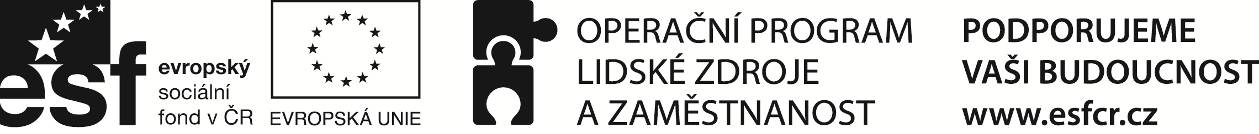 esf
evropský
sociální
fond v ČR
EVROPSKÁ UNIE
OPERAČNÍ PROGRAM
LIDSKÉ ZDROJE
A ZAMĚSTNANOST
PODPORUJEME
VAŠI BUDOUCNOST
www.esfcr.cz